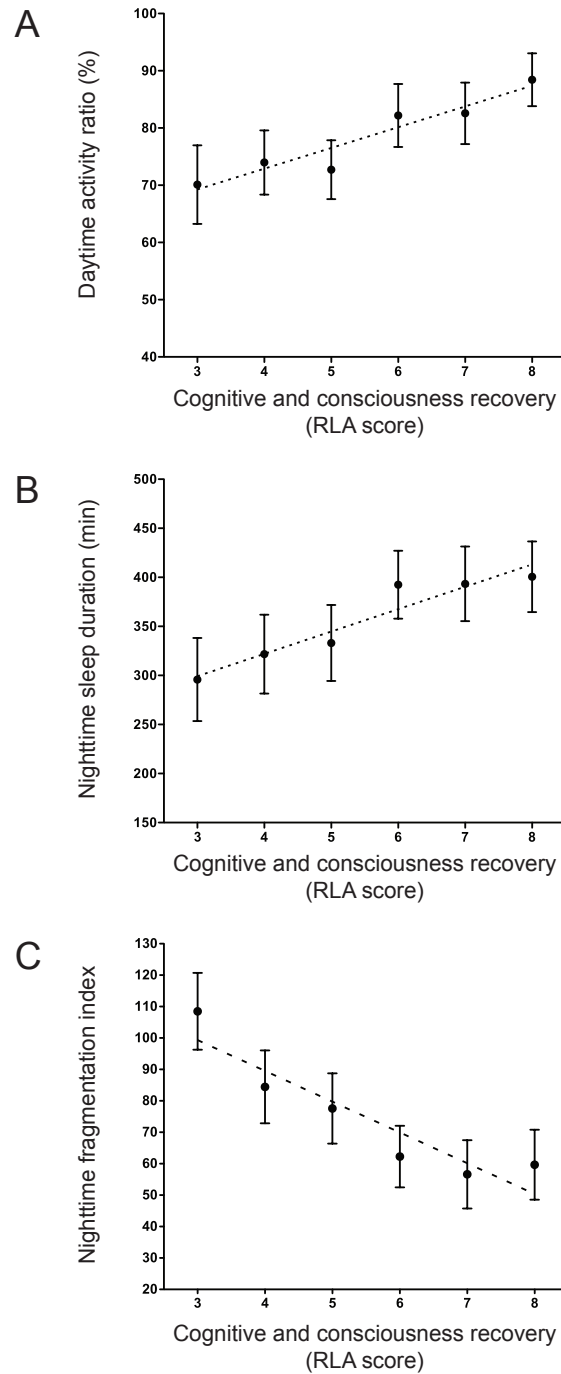 A
Daytime activity ratio (%)
100
90
80
70
60
50
40
3 4 5 6 7 8
Cognitive and consciousness recovery
(RLA score)
B
Nighttime sleep duration (min)
500
450
400
350
300
250
200
150
3 4 5 6 7 8
Cognitive and consciousness recovery
(RLA score)
C
Nighttime fragmentation index
130
120
110
100
90
80
70
60
50
40
30
20
3 4 5 6 7 8
Cognitive and consciousness recovery
(RLA score)